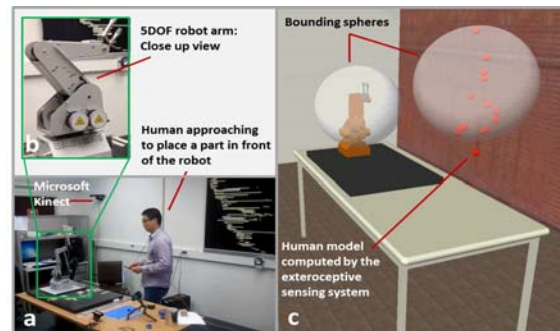 5DOF robot arm:
Close up view
b
Human approaching
to place a part in front
of the robot
Microsoft
Kinect
a
Bounding spheres
Human model
computed by the
exteroceptive
sensing system
c